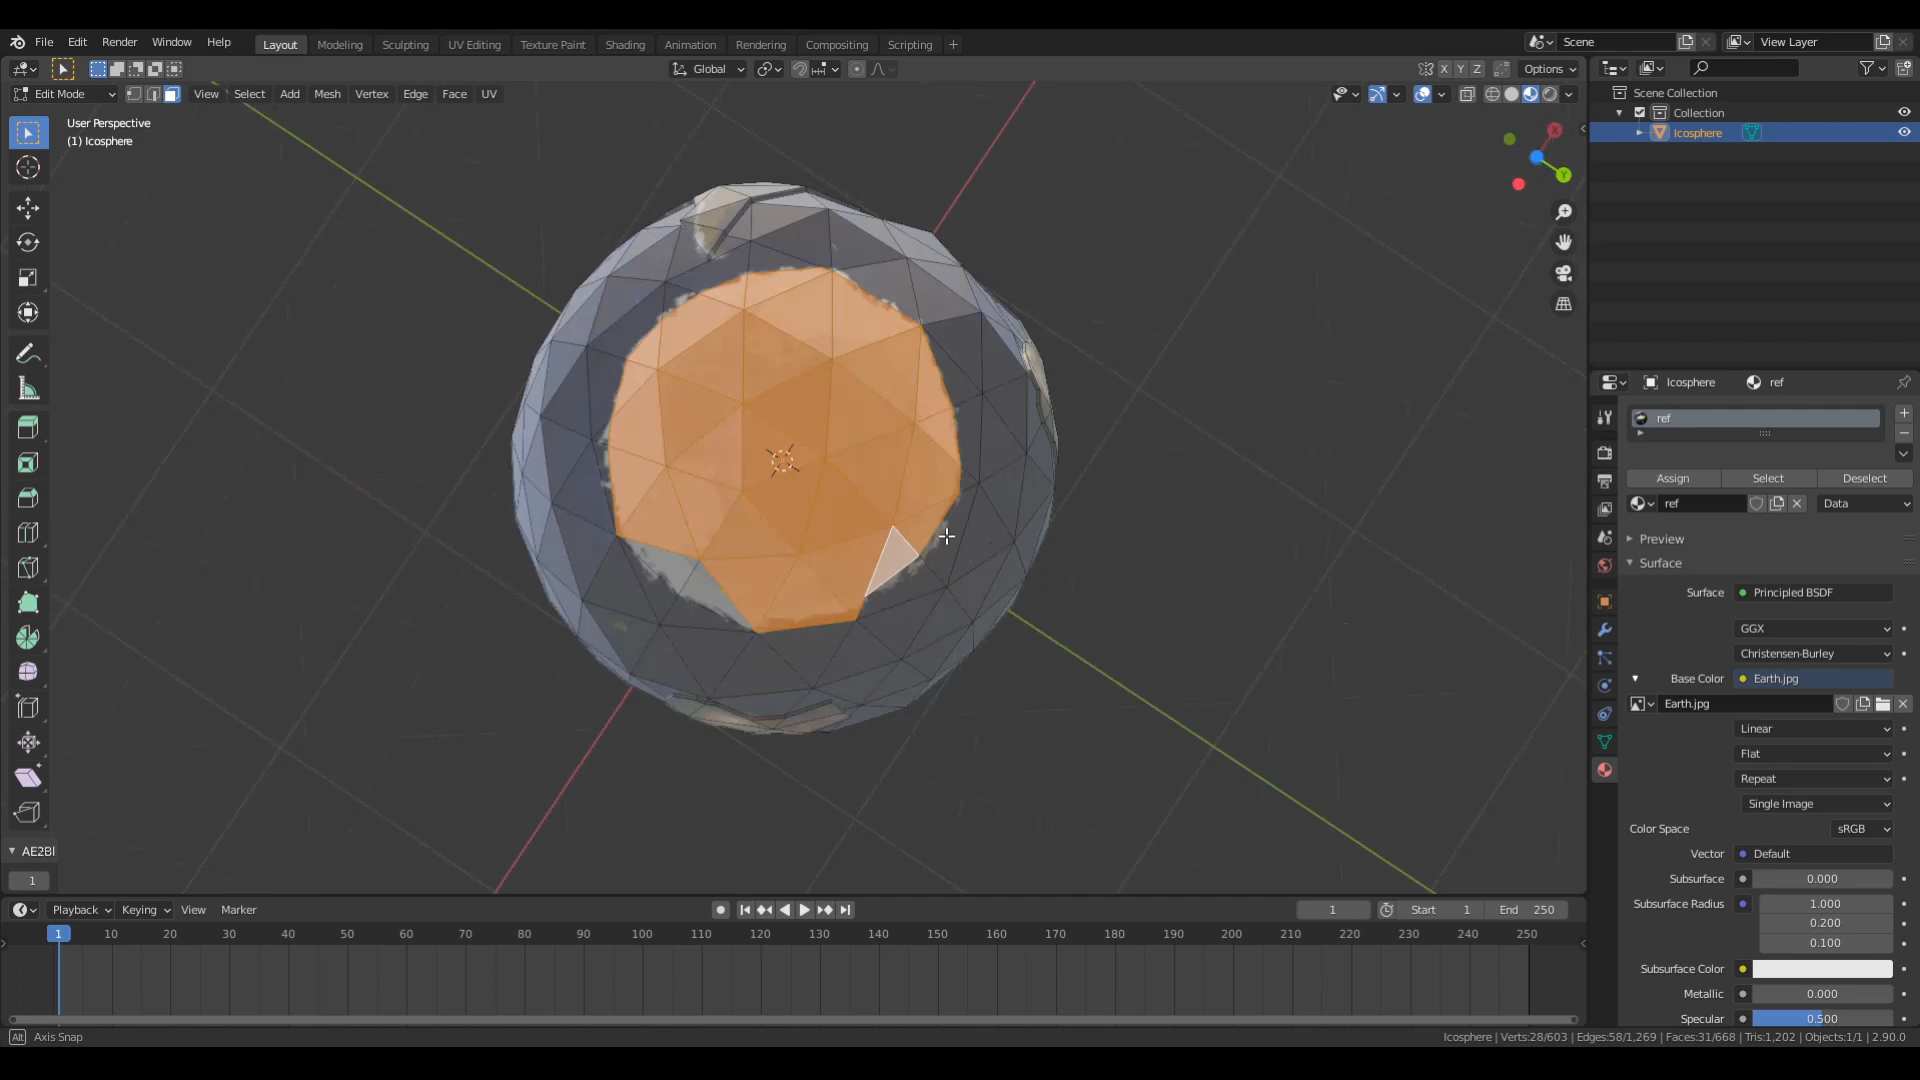 File Edit Render Window Help Layout Modeling Sculpting UV Editing Texture Paint Shading Animation Rendering Compositing Scripting + Scene View Layer
Global X Y Z Options
Edit Mode View Select Add Mesh Vertex Edge Face UV
User Perspective
(1) Icosphere
X
Y
Scene Collection
Collection
Icosphere
Icosphere ref
ref
Assign Select Deselect
ref Data
Preview
Surface
Surface Principled BSDF
GGX
Christensen-Burley
Base Color Earth.jpg
Earth.jpg
Linear
Flat
Repeat
Single Image
Color Space sRGB
Vector Default
Subsurface 0.000
Subsurface Radius 1.000
0.200
0.100
Subsurface Color
Metallic 0.000
Specular 0.500
AE2Bl
1
Playback Keying View Marker 1 Start 1 End 250
1 10 20 30 40 50 60 70 80 90 100 110 120 130 140 150 160 170 180 190 200 210 220 230 240 250
Alt Axis Snap
Icosphere | Verts:28/603 | Edges:58/1,269 | Faces:31/668 | Tris:1,202 | Objects:1/1 | 2.90.0